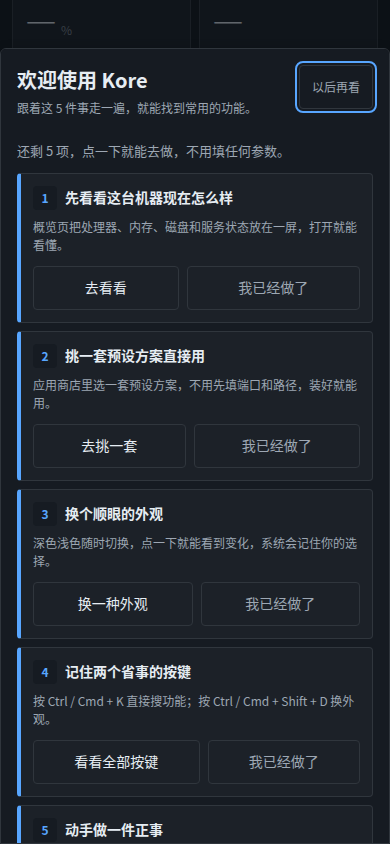 %
欢迎使用 Kore
以后再看
跟着这 5 件事走一遍，就能找到常用的功能。
还剩 5 项，点一下就能去做，不用填任何参数。
1 先看看这台机器现在怎么样
概览页把处理器、内存、磁盘和服务状态放在一屏，打开就能
看懂。
去看看 我已经做了
2 挑一套预设方案直接用
应用商店里选一套预设方案，不用先填端口和路径，装好就能
用。
去挑一套 我已经做了
3 换个顺眼的外观
深色浅色随时切换，点一下就能看到变化，系统会记住你的选
择。
换一种外观 我已经做了
4 记住两个省事的按键
按 Ctrl / Cmd + K 直接搜功能；按 Ctrl / Cmd + Shift + D 换外
观。
看看全部按键 我已经做了
5 动手做一件正事